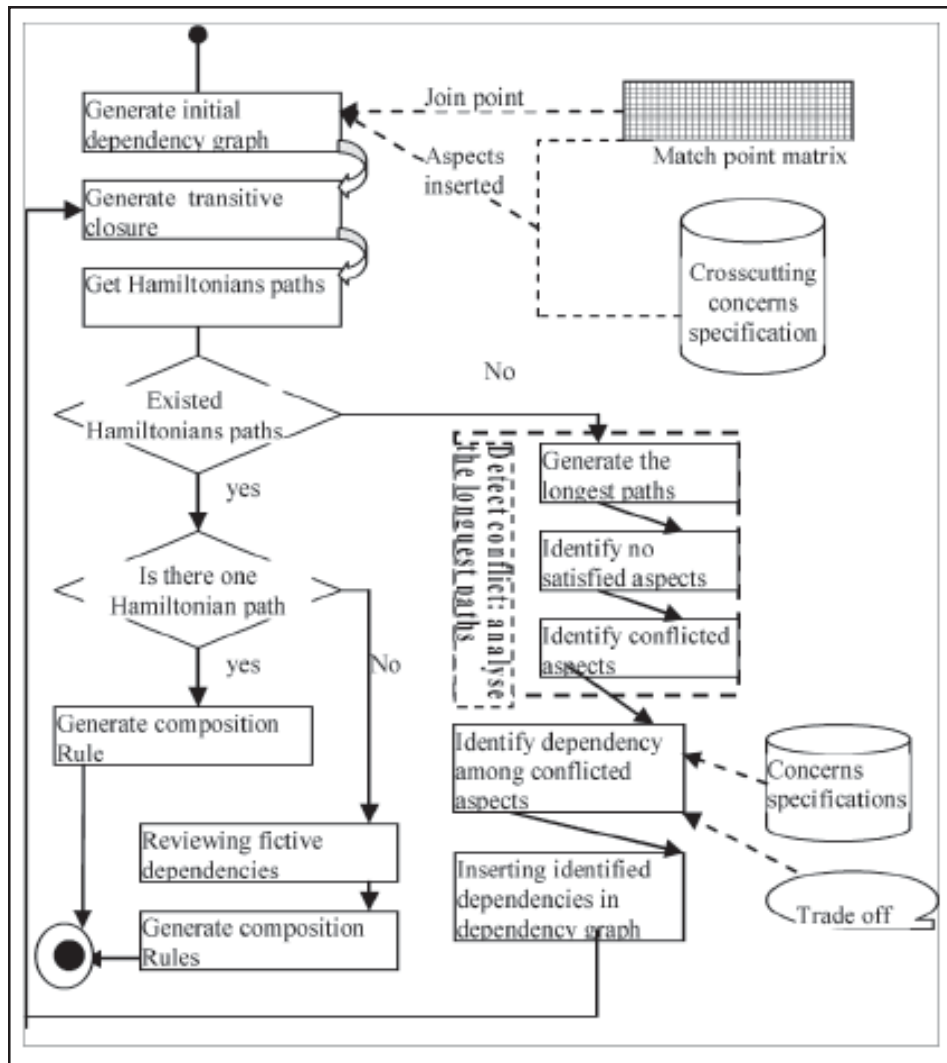 Generate initial
dependency graph
Join point
Match point matrix
Aspects
inserted
Generate transitive
closure
Crosscutting
concerns
specification
Get Hamiltonians paths
Existed
Hamiltonians paths
No
yes
Detect conflict: analyse
the longuest paths
Generate the
longest paths
Identify no
satisfied aspects
Identify conflicted
aspects
Is there one
Hamiltonian path
yes
No
Generate composition
Rule
Identify dependency
among conflicted
aspects
Concerns
specifications
Reviewing fictive
dependencies
Inserting identified
dependencies in
dependency graph
Trade off
Generate composition
Rules